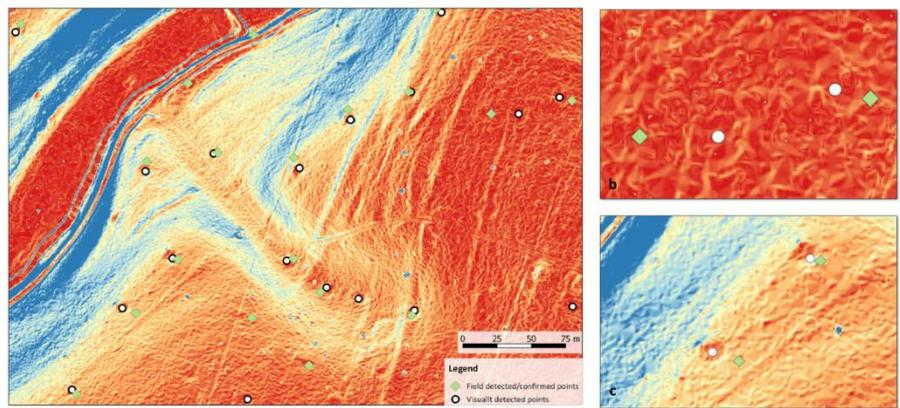 b
0 25 50 75 m
Legend
Field detected/confirmed points
Visuallt detected points
c